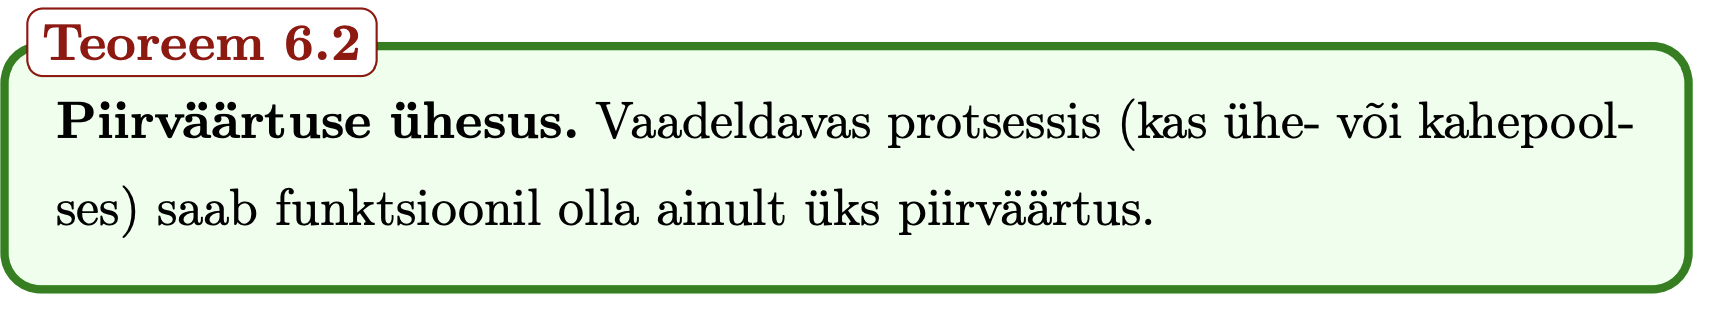 Teoreem 6.2
Piirväärtuse ühesus. Vaadeldavas protsessis (kas ühe- või kahepool-
ses) saab funktsioonil olla ainult üks piirväärtus.